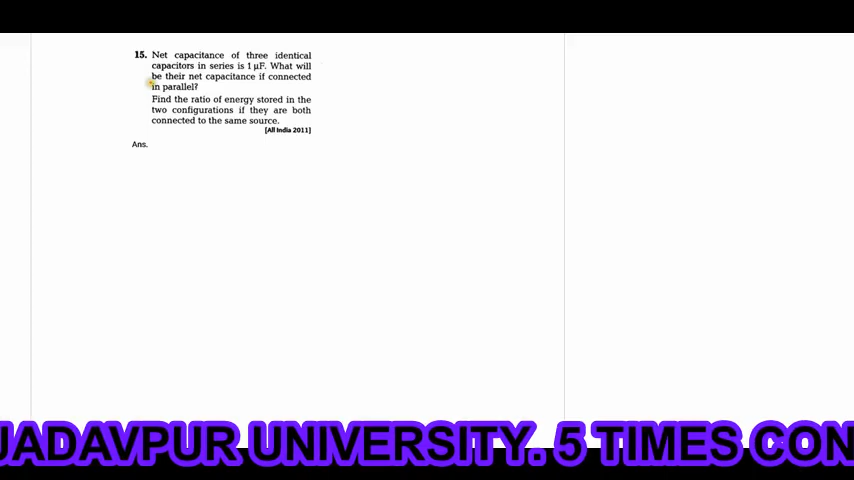 15. Net capacitance of three identical
capacitors in series is 1 μF. What will
be their net capacitance if connected
in parallel?
Find the ratio of energy stored in the
two configurations if they are both
connected to the same source.
[All India 2011]
Ans.
JADAVPUR UNIVERSITY. 5 TIMES CON